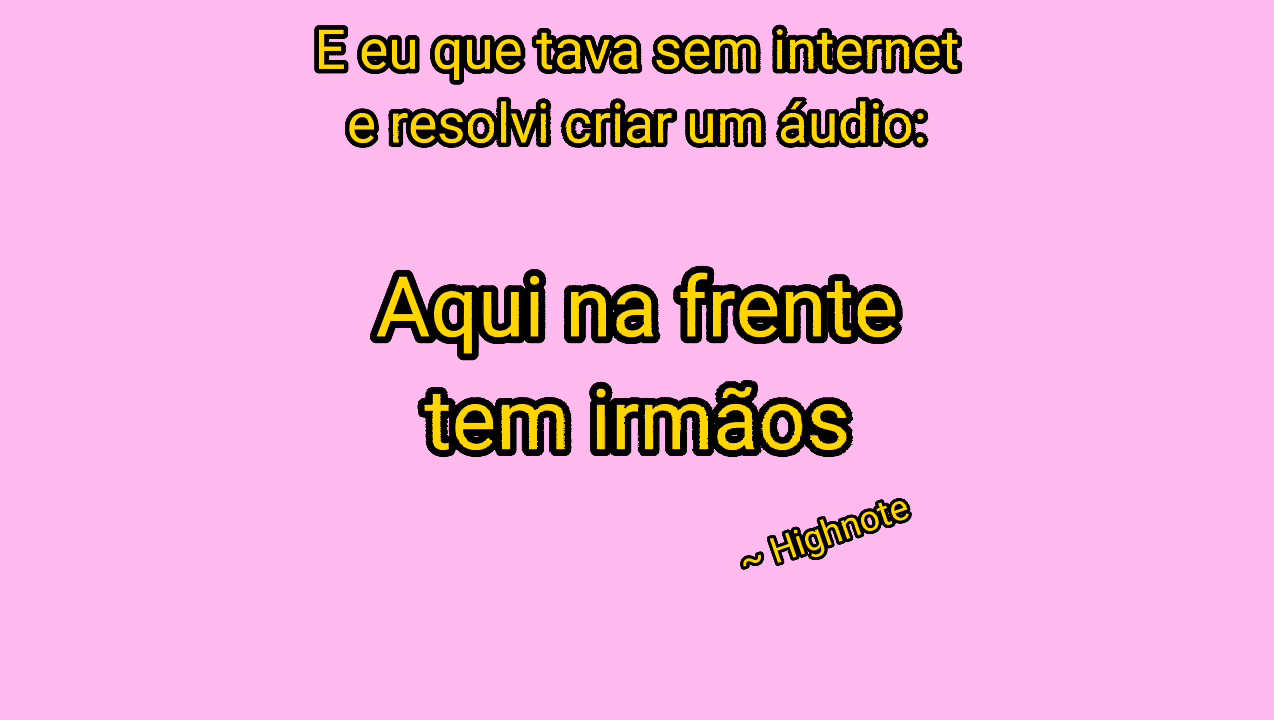 E eu que tava sem internet
e resolvi criar um áudio:
Aqui na frente
tem irmãos
~ Highnote